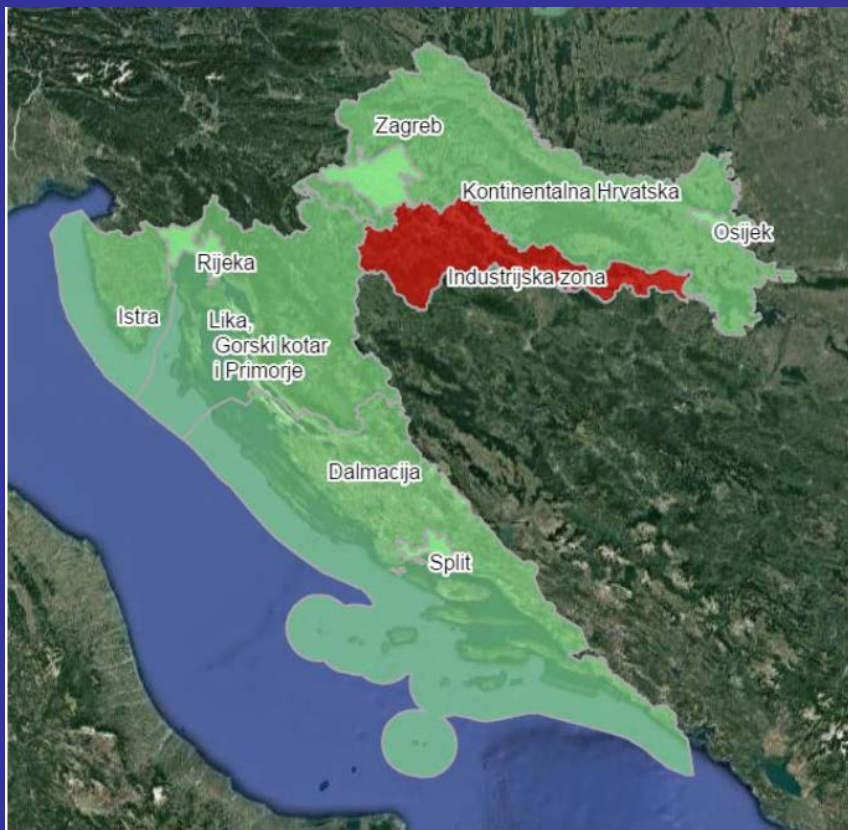 Zagreb
Kontinentalna Hrvatska
Osijek
Rijeka
Industrijska zona
Istra
Lika,
Gorski kotar
i Primorje
Dalmacija
Split